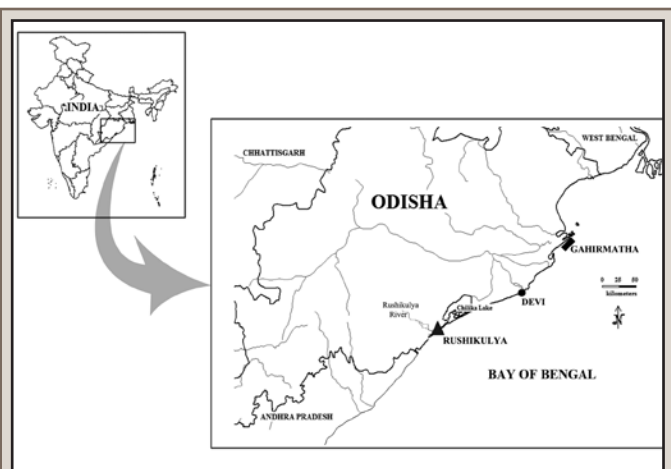 INDIA
CHHATTISGARH
WEST BENGAL
ODISHA
GAHIRMATHA
0 25 50
kilometers
N
DEVI
Chilika Lake
Rushikulya
River
RUSHIKULYA
BAY OF BENGAL
ANDHRA PRADESH